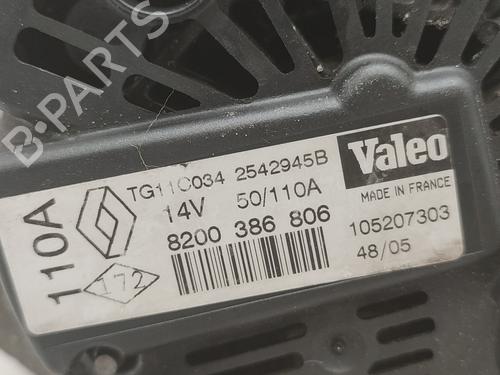 B-PARTS
TG11C034 2542945B
Valeo
14V 50/110A
MADE IN FRANCE
8200 386 806
105207303
48/05
110A
172